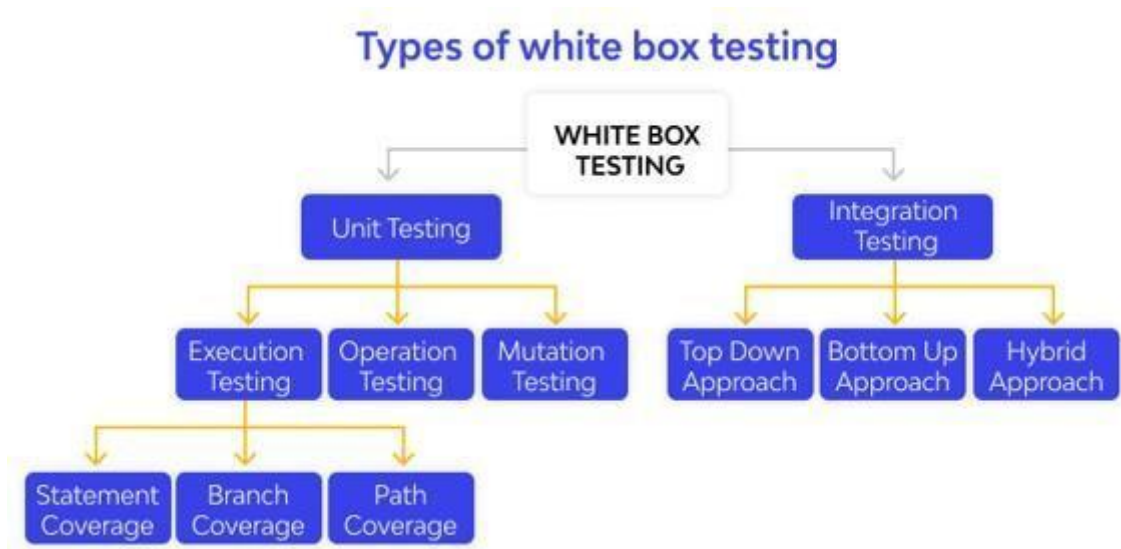 Types of white box testing
WHITE BOX
TESTING
Unit Testing
Integration
Testing
Execution
Testing
Operation
Testing
Mutation
Testing
Top Down
Approach
Bottom Up
Approach
Hybrid
Approach
Statement
Coverage
Branch
Coverage
Path
Coverage